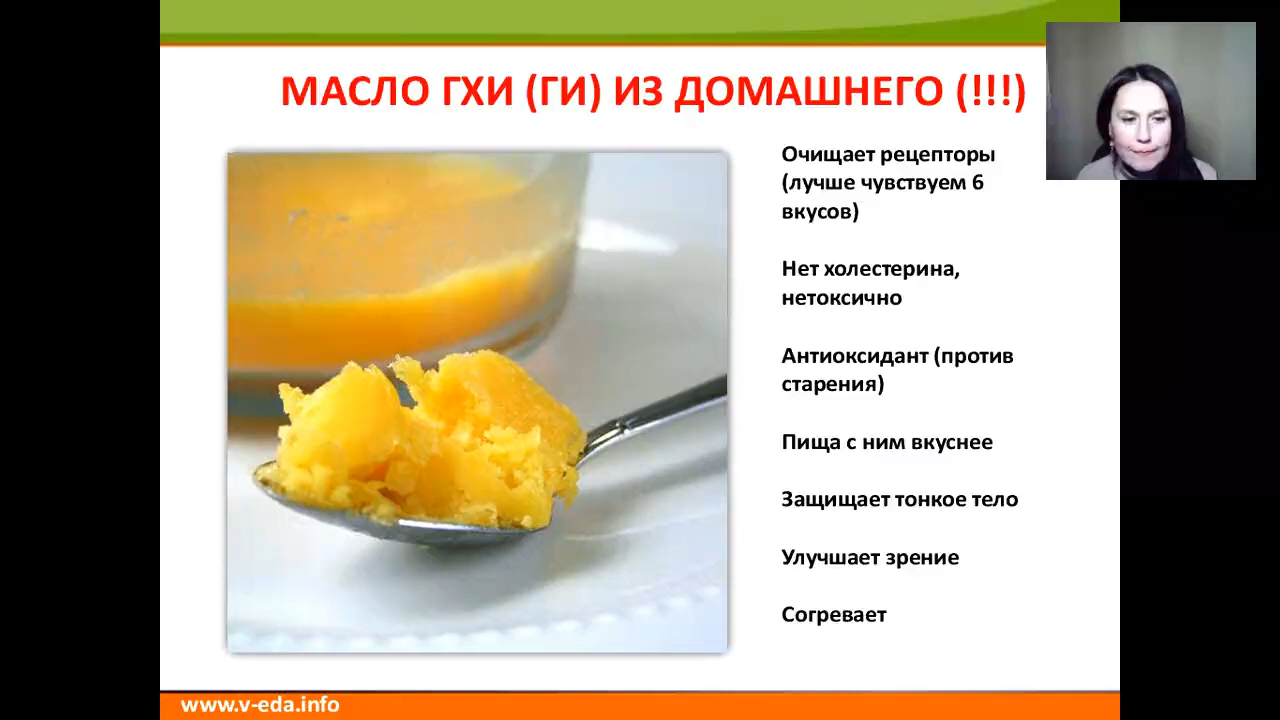 МАСЛО ГХИ (ГИ) ИЗ ДОМАШНЕГО (!!!)
Очищает рецепторы
(лучше чувствуем 6
вкусов)
Нет холестерина,
нетоксично
Антиоксидант (против
старения)
Пища с ним вкуснее
Защищает тонкое тело
Улучшает зрение
Согревает
www.v-eda.info